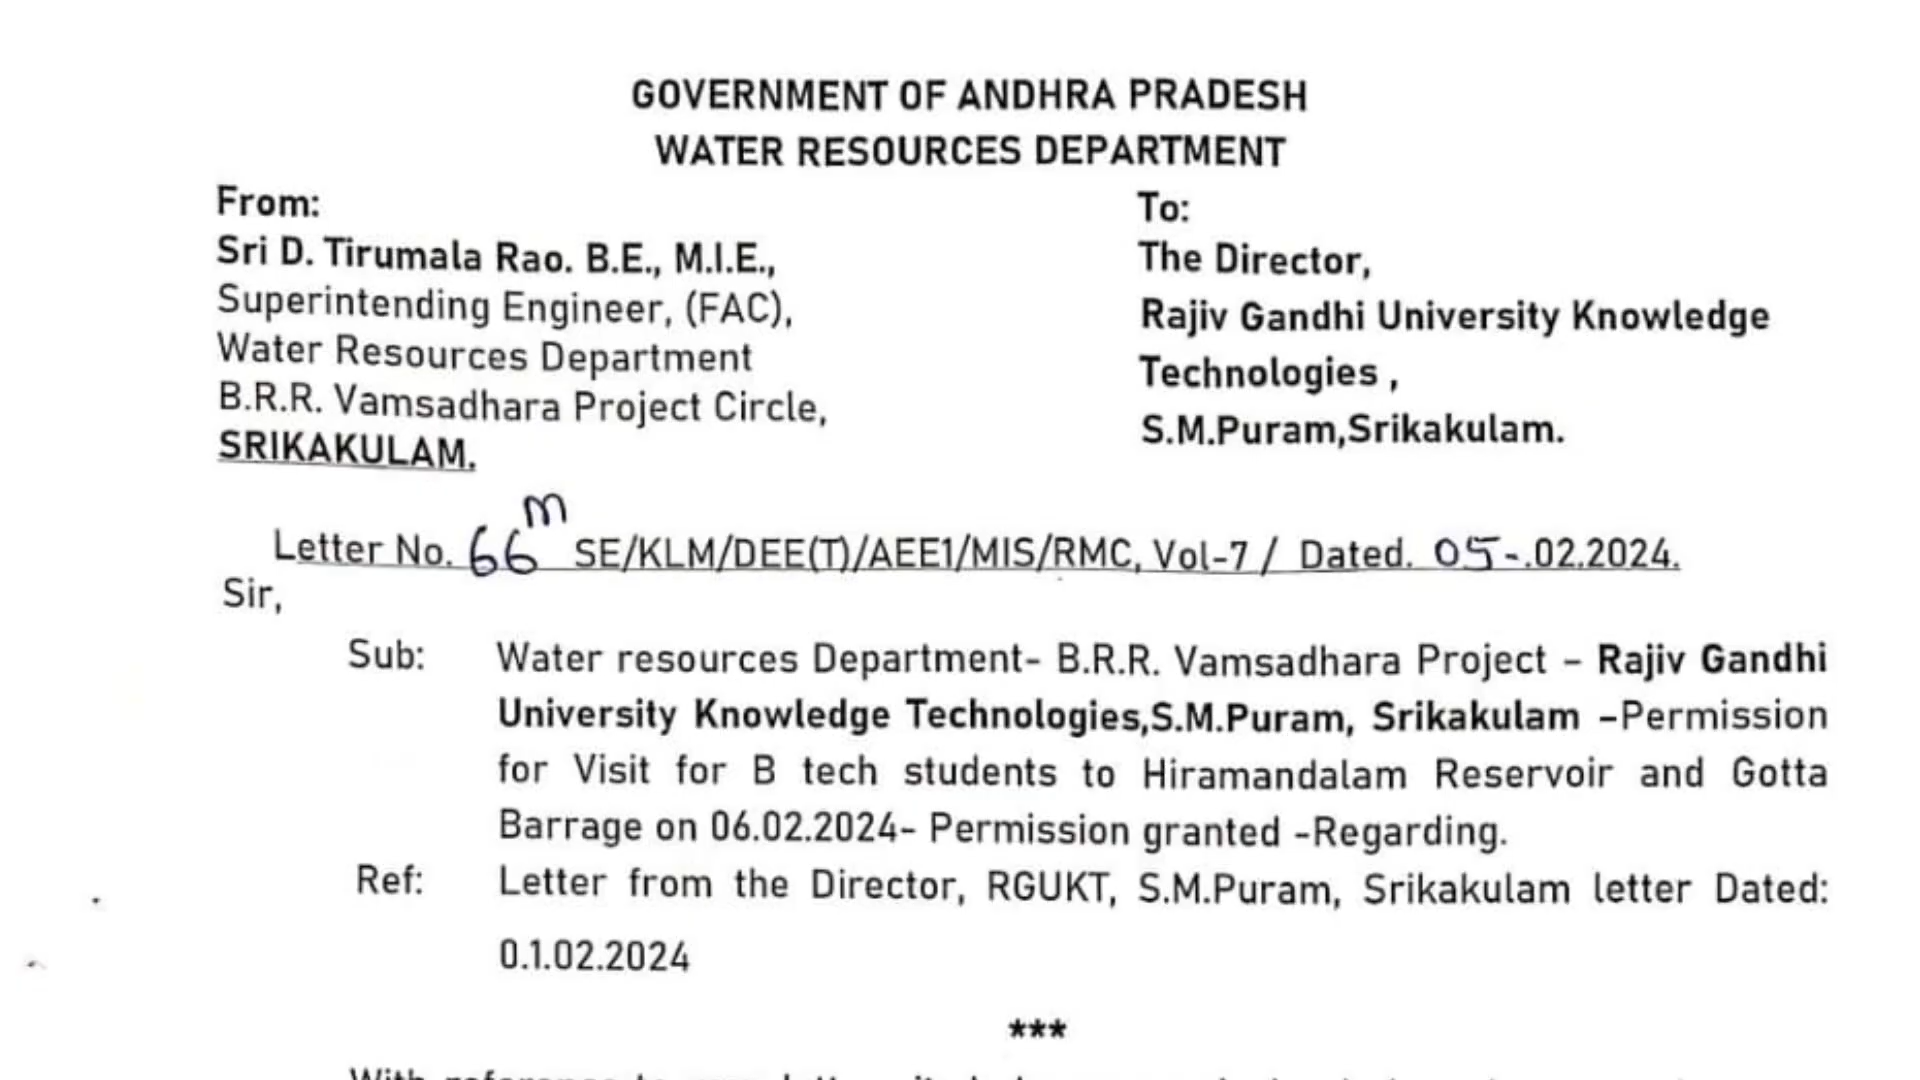 GOVERNMENT OF ANDHRA PRADESH
WATER RESOURCES DEPARTMENT
From:
Sri D. Tirumala Rao. B.E., M.I.E.,
Superintending Engineer, (FAC),
Water Resources Department
B.R.R. Vamsadhara Project Circle,
SRIKAKULAM.
To:
The Director,
Rajiv Gandhi University Knowledge
Technologies ,
S.M.Puram,Srikakulam.
Letter No. 66 m SE/KLM/DEE(T)/AEE1/MIS/RMC, Vol-7 / Dated. 05-.02.2024.
Sir,
Sub: Water resources Department- B.R.R. Vamsadhara Project – Rajiv Gandhi
University Knowledge Technologies,S.M.Puram, Srikakulam –Permission
for Visit for B tech students to Hiramandalam Reservoir and Gotta
Barrage on 06.02.2024- Permission granted -Regarding.
Ref: Letter from the Director, RGUKT, S.M.Puram, Srikakulam letter Dated:
0.1.02.2024
***
With reference to